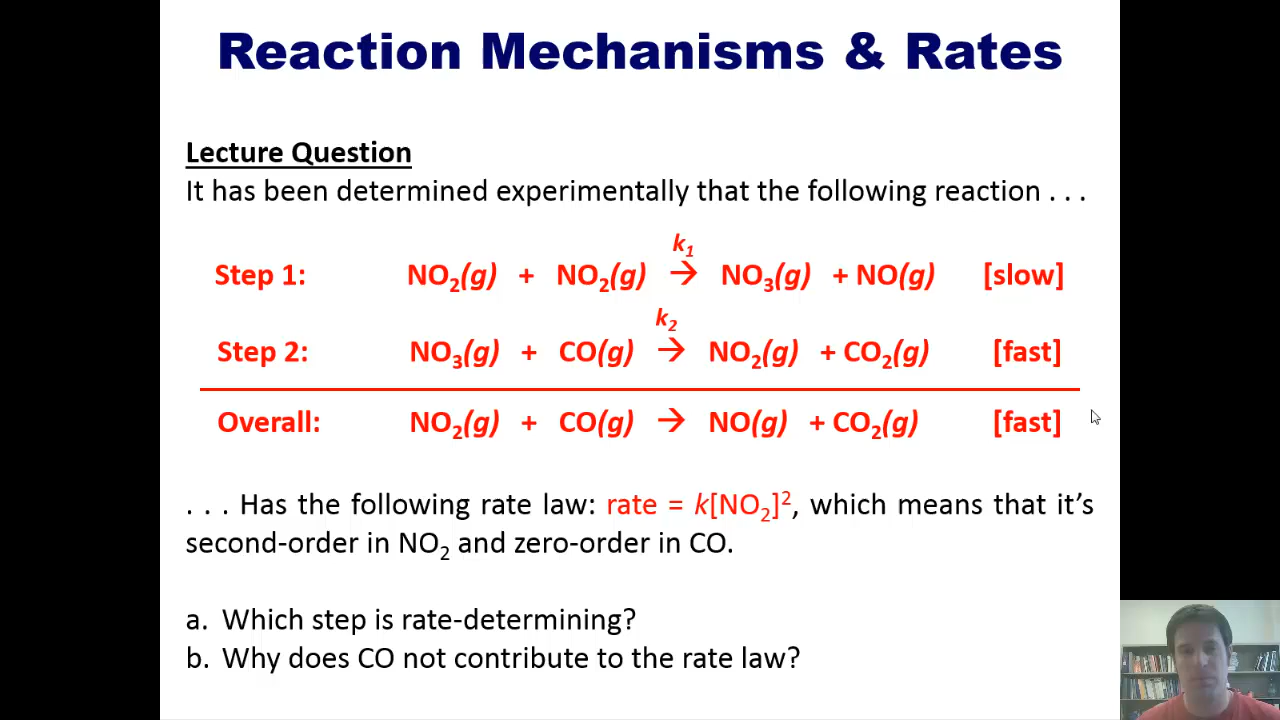 Reaction Mechanisms & Rates
Lecture Question
It has been determined experimentally that the following reaction . . .
k₁
Step 1: NO₂(g) + NO₂(g) → NO₃(g) + NO(g) [slow]
k₂
Step 2: NO₃(g) + CO(g) → NO₂(g) + CO₂(g) [fast]
Overall: NO₂(g) + CO(g) → NO(g) + CO₂(g) [fast]
. . . Has the following rate law: rate = k[NO₂]², which means that it’s
second-order in NO₂ and zero-order in CO.
a. Which step is rate-determining?
b. Why does CO not contribute to the rate law?